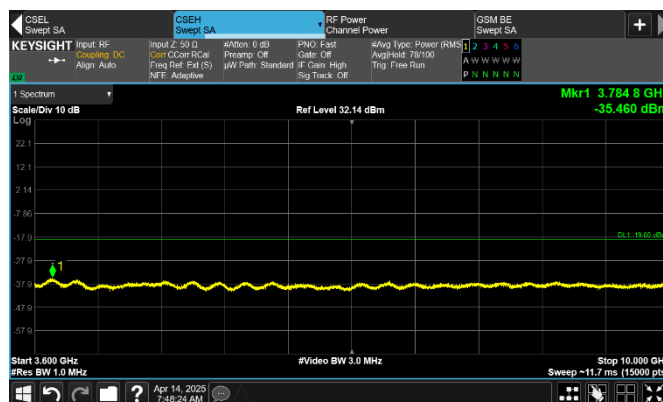 CSEL
Swept SA
CSEH
Swept SA
RF Power
Channel Power
GSM BE
Swept SA
+
KEYSIGHT
Input: RF
Coupling: DC
Align: Auto
Input Z: 50 Ω
Corr CCorr RCal
Freq Ref: Ext (S)
NFE: Adaptive
#Atten: 0 dB
Preamp: Off
µW Path: Standard
PNO: Fast
Gate: Off
IF Gain: High
Sig Track: Off
#Avg Type: Power (RMS
Avg|Hold: 78/100
Trig: Free Run
1 2 3 4 5 6
A W W W W W
P N N N N N
1 Spectrum
Scale/Div 10 dB
Ref Level 32.14 dBm
Mkr1 3.784 8 GH
-35.460 dBm
Log
22.1
12.1
2.14
-7.86
-17.9
-27.9
-37.9
-47.9
-57.9
1
Start 3.600 GHz
#Res BW 1.0 MHz
#Video BW 3.0 MHz
Stop 10.000 GH
Sweep ~11.7 ms (15000 pts
?
Apr 14, 2025
7:48:24 AM